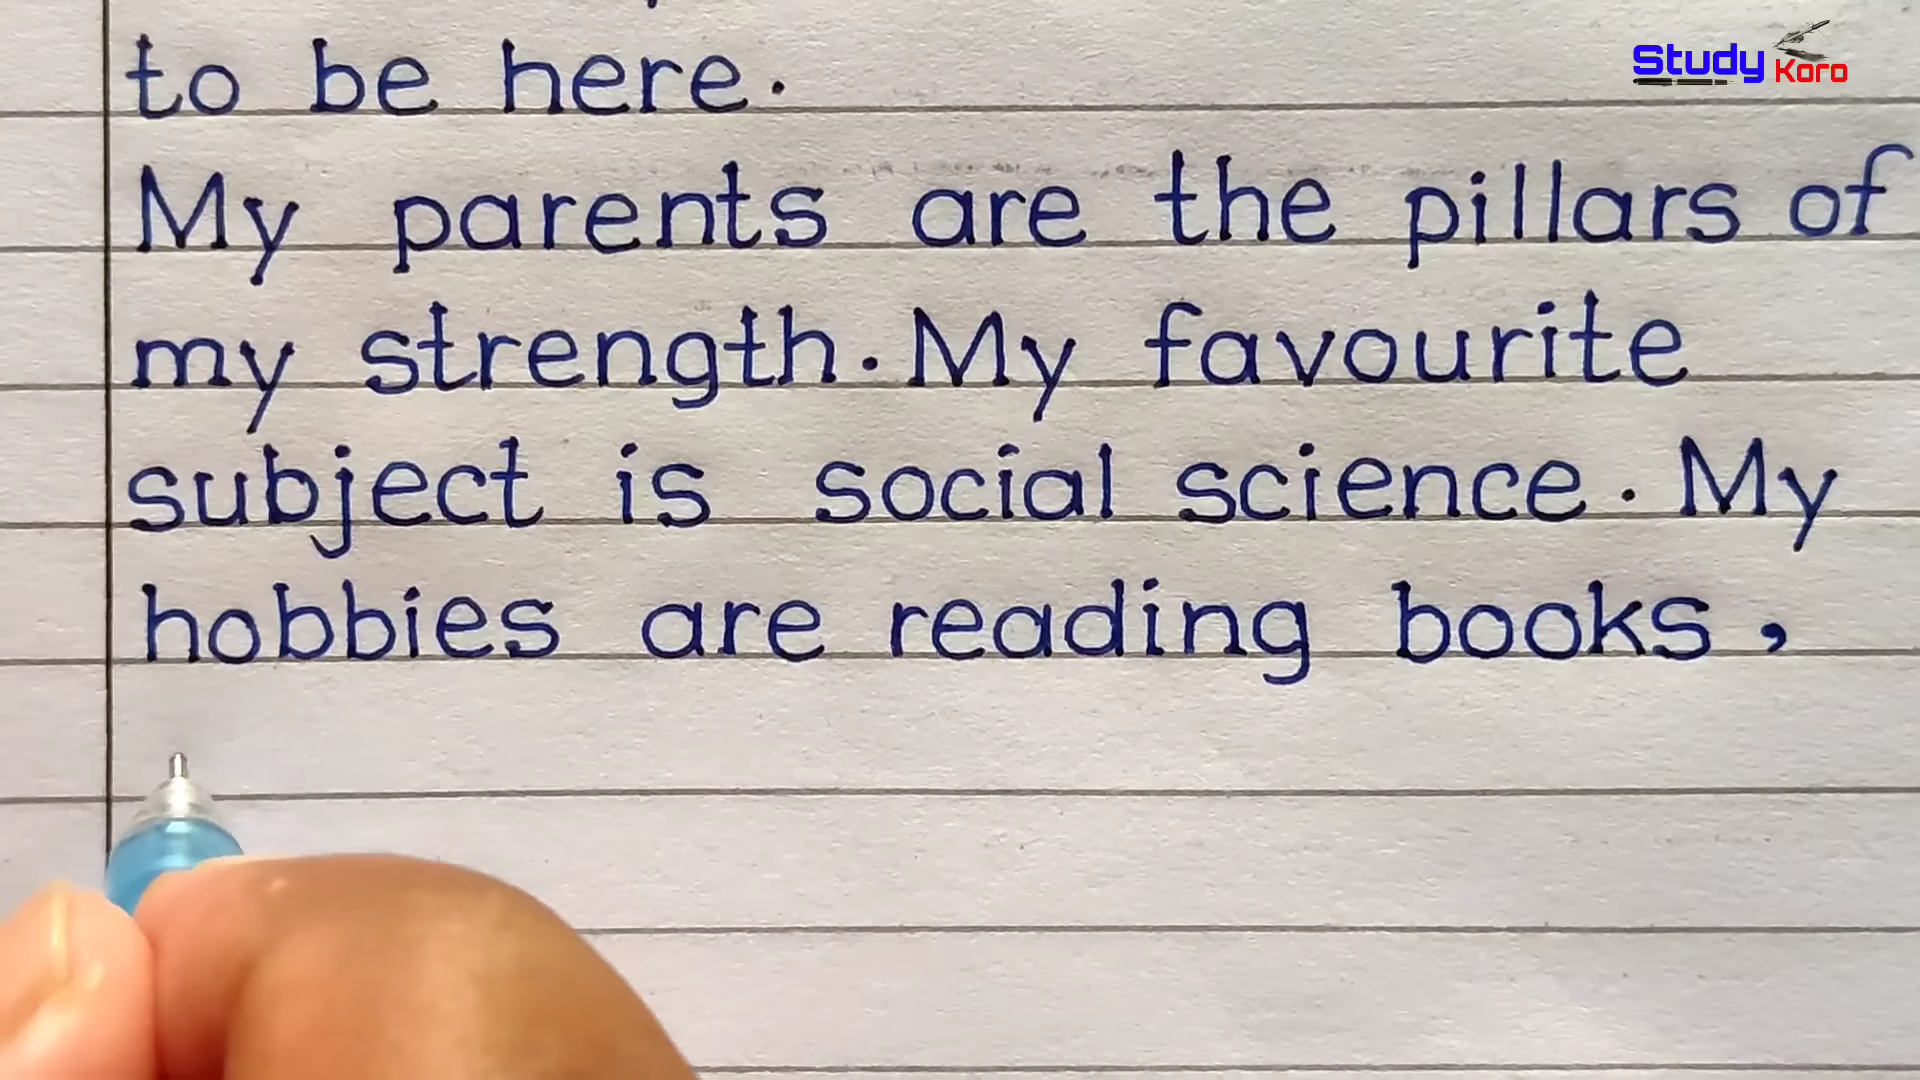 to be here.
Study Koro
My parents are the pillars of
my strength. My favourite
subject is social science. My
hobbies are reading books,